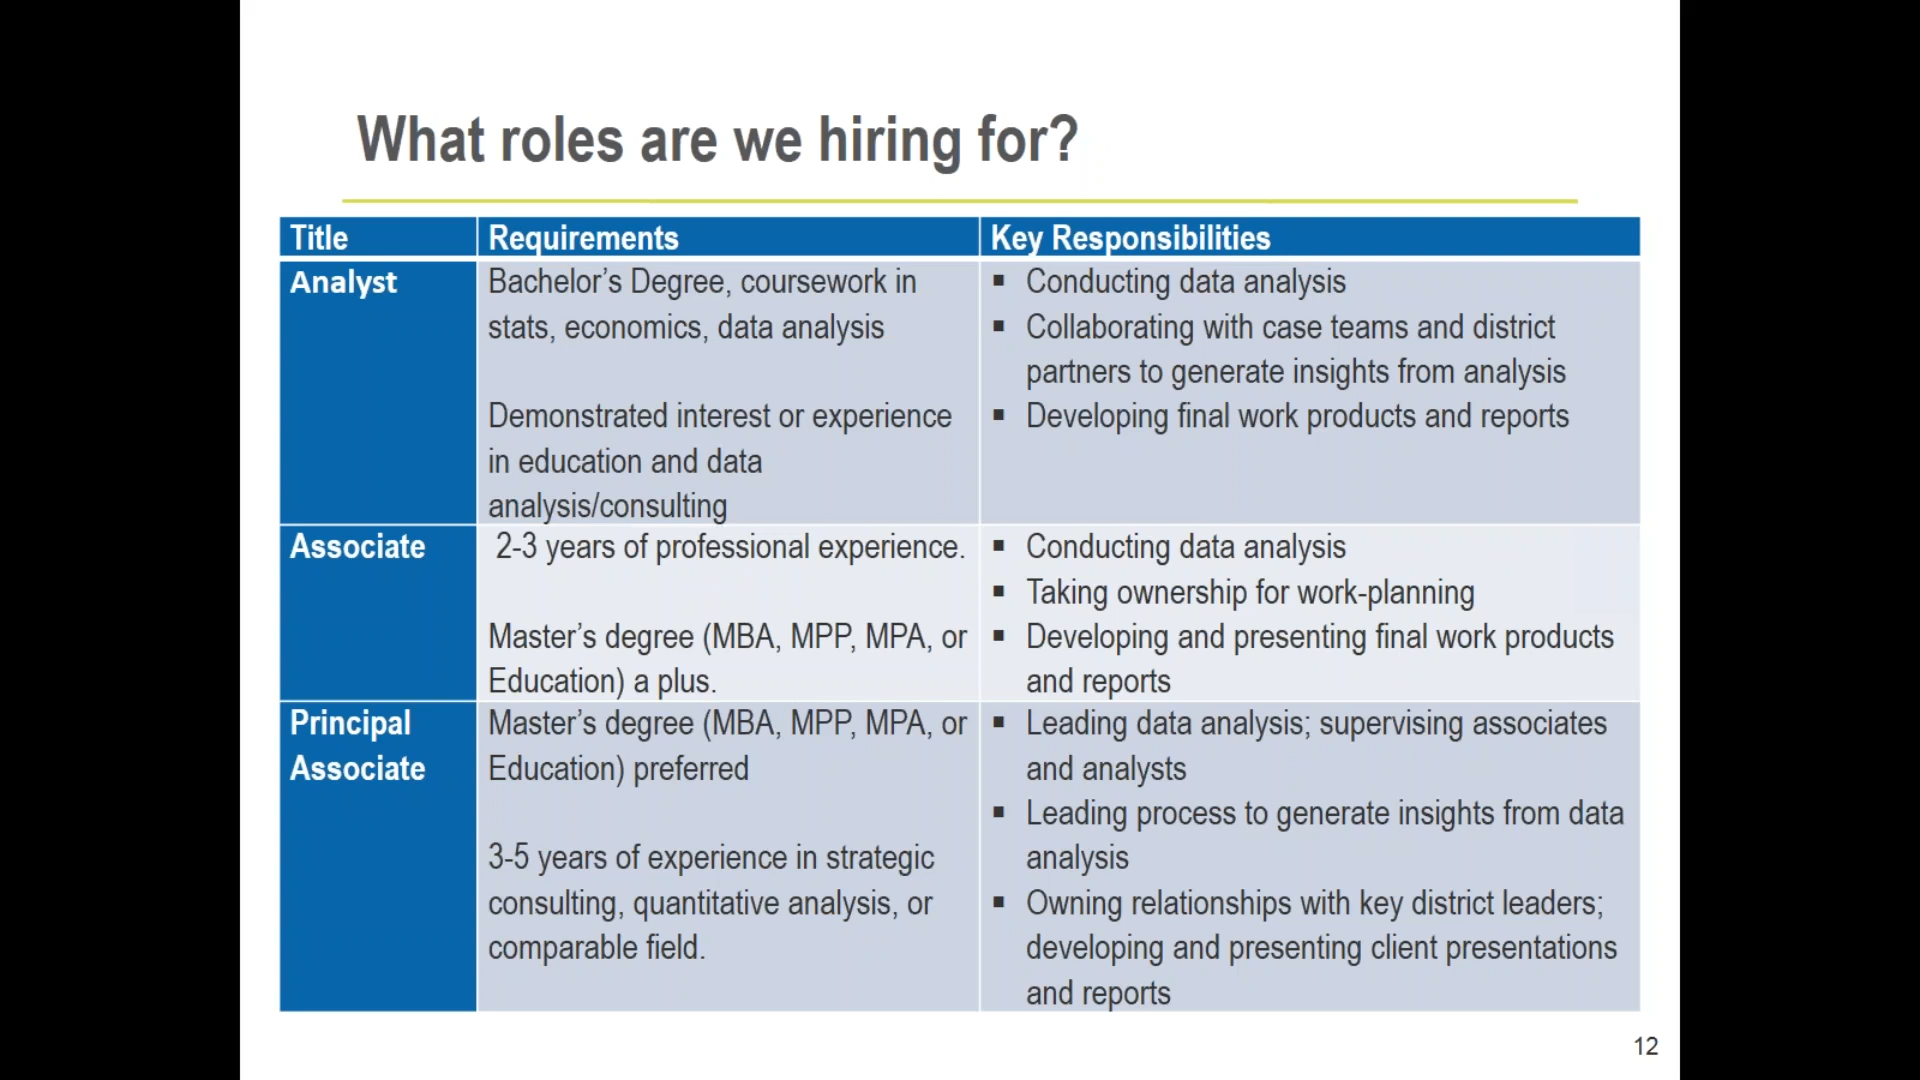 What roles are we hiring for?
Title
Requirements
Key Responsibilities
Analyst
Bachelor’s Degree, coursework in
stats, economics, data analysis
Demonstrated interest or experience
in education and data
analysis/consulting
▪ Conducting data analysis
▪ Collaborating with case teams and district
partners to generate insights from analysis
▪ Developing final work products and reports
Associate
2-3 years of professional experience.
Master’s degree (MBA, MPP, MPA, or
Education) a plus.
▪ Conducting data analysis
▪ Taking ownership for work-planning
▪ Developing and presenting final work products
and reports
Principal
Associate
Master’s degree (MBA, MPP, MPA, or
Education) preferred
3-5 years of experience in strategic
consulting, quantitative analysis, or
comparable field.
▪ Leading data analysis; supervising associates
and analysts
▪ Leading process to generate insights from data
analysis
▪ Owning relationships with key district leaders;
developing and presenting client presentations
and reports
12